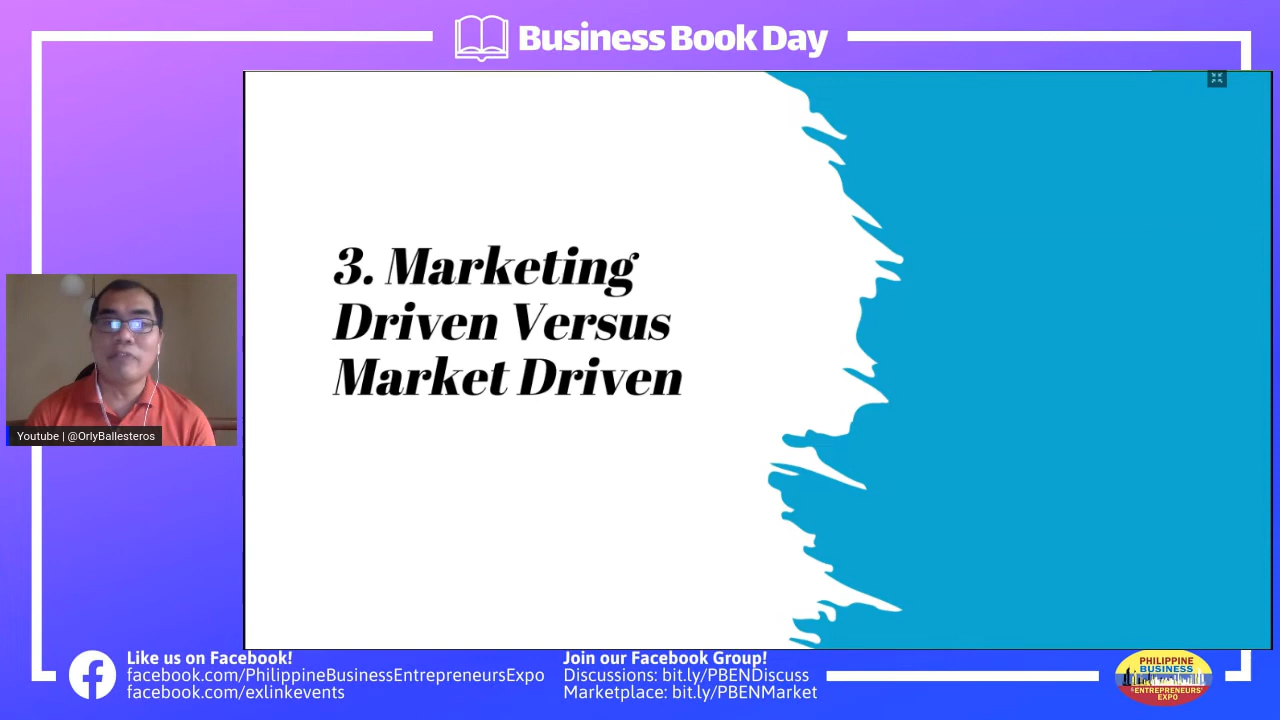 Business Book Day
3. Marketing
Driven Versus
Market Driven
Youtube | @OrlyBallesteros
Like us on Facebook!
facebook.com/PhilippineBusinessEntrepreneursExpo
facebook.com/exlinkevents
Join our Facebook Group!
Discussions: bit.ly/PBENDiscuss
Marketplace: bit.ly/PBENMarket
PHILIPPINE
BUSINESS
& ENTREPRENEURS'
EXPO